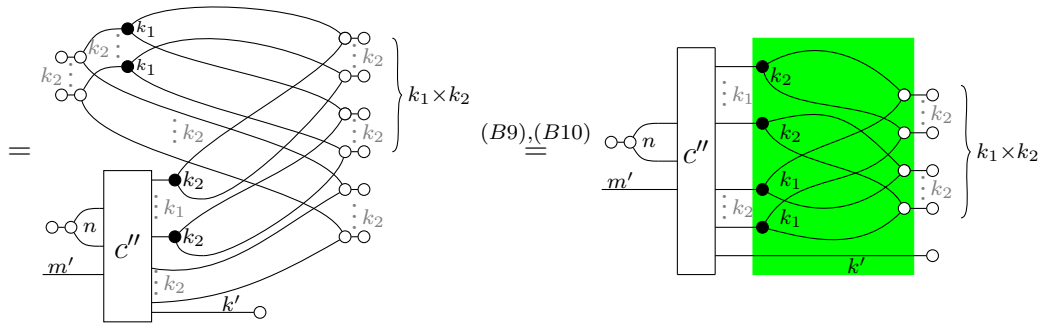 =
k₁
k₂
k₁
k₂
k₂
k₁×k₂
k₂
k₂
k₂
k₁
k₂
k₂
n
C″
m′
k₂
k′
(B9),(B10)
=
n
m′
C″
k₂
k₁
k₂
k₁
k₂
k₁
k₂
k₂
k₁×k₂
k′